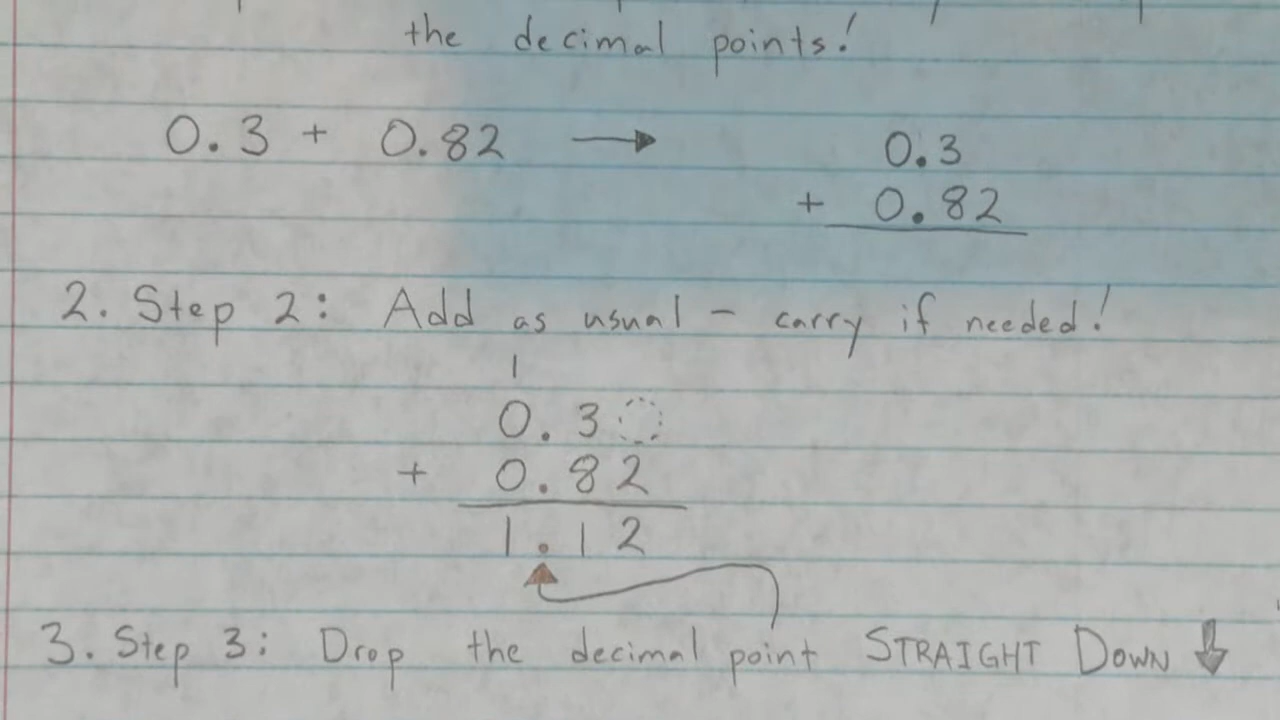 the decimal points!
0.3 + 0.82 → 0.3
+ 0.82
2. Step 2: Add as usual - carry if needed!
1
0.30
+ 0.82
1.12
3. Step 3: Drop the decimal point STRAIGHT DOWN ↓